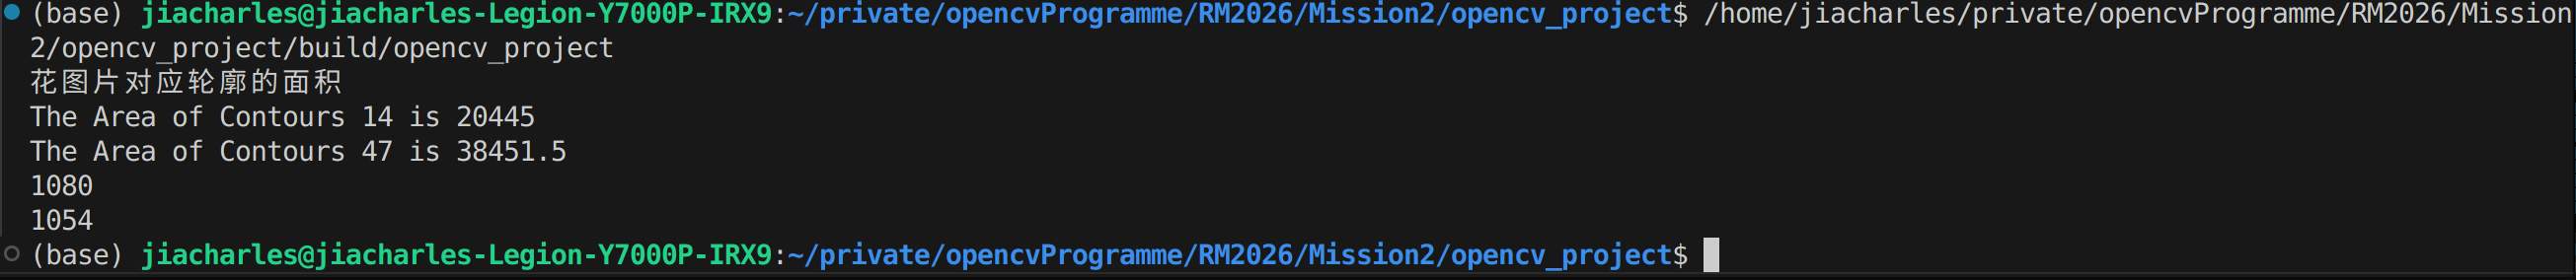 (base) jiacharles@jiacharles-Legion-Y7000P-IRX9:~/private/opencvProgramme/RM2026/Mission2/opencv_project$ /home/jiacharles/private/opencvProgramme/RM2026/Mission
2/opencv_project/build/opencv_project
花图片对应轮廓的面积
The Area of Contours 14 is 20445
The Area of Contours 47 is 38451.5
1080
1054
(base) jiacharles@jiacharles-Legion-Y7000P-IRX9:~/private/opencvProgramme/RM2026/Mission2/opencv_project$